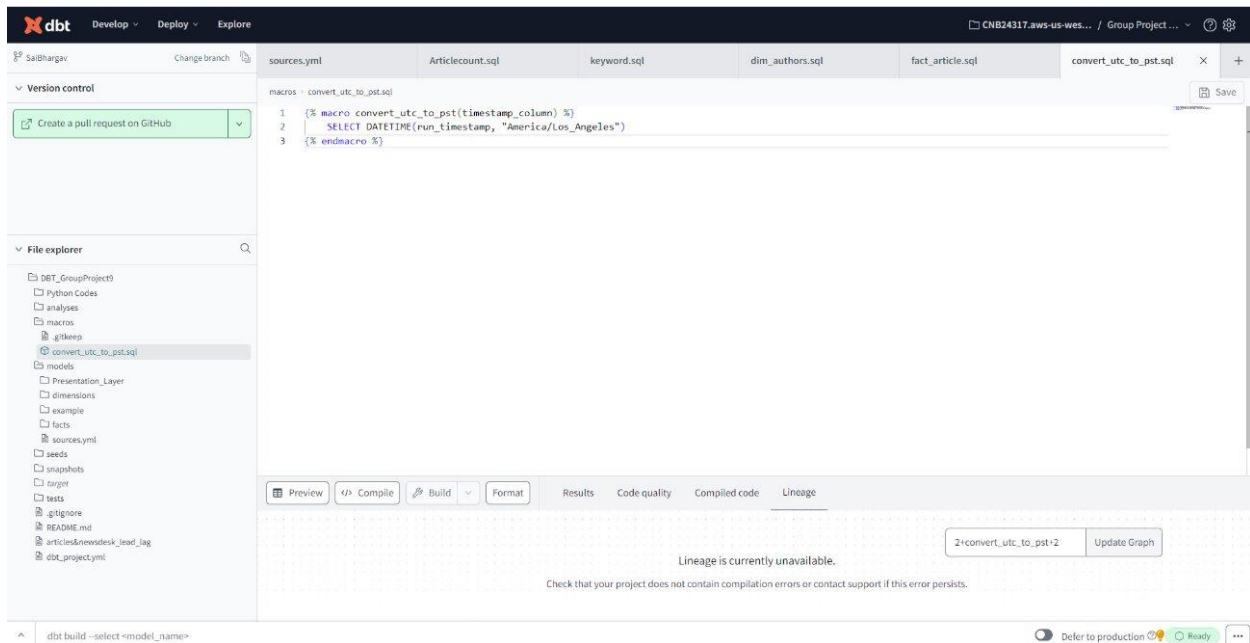 dbt Develop Deploy Explore CNB24317.aws-us-wes... / Group Project ...
SaiBhargav Change branch
sources.yml Articlecount.sql keyword.sql dim_authors.sql fact_article.sql convert_utc_to_pst.sql
Version control
macros convert_utc_to_pst.sql Save
Create a pull request on GitHub
1 {% macro convert_utc_to_pst(timestamp_column) %}
2 SELECT DATETIME(run_timestamp, "America/Los_Angeles")
3 {% endmacro %}
File explorer
DBT_GroupProject9
Python Codes
analyses
macros
.gitkeep
convert_utc_to_pst.sql
models
Presentation_Layer
dimensions
example
facts
sources.yml
seeds
snapshots
target
tests
.gitignore
README.md
articles&newsdesk_lead_lag
dbt_project.yml
Preview </> Compile Build Format Results Code quality Compiled code Lineage
2+convert_utc_to_pst+2 Update Graph
Lineage is currently unavailable.
Check that your project does not contain compilation errors or contact support if this error persists.
dbt build --select <model_name> Defer to production Ready ...